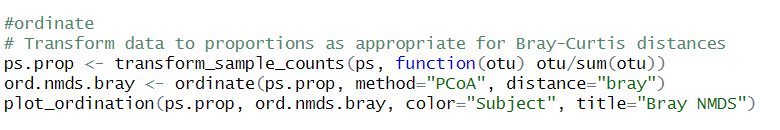 #ordinate
# Transform data to proportions as appropriate for Bray-Curtis distances
ps.prop <- transform_sample_counts(ps, function(otu) otu/sum(otu))
ord.nmds.bray <- ordinate(ps.prop, method="PCoA", distance="bray")
plot_ordination(ps.prop, ord.nmds.bray, color="Subject", title="Bray NMDS")